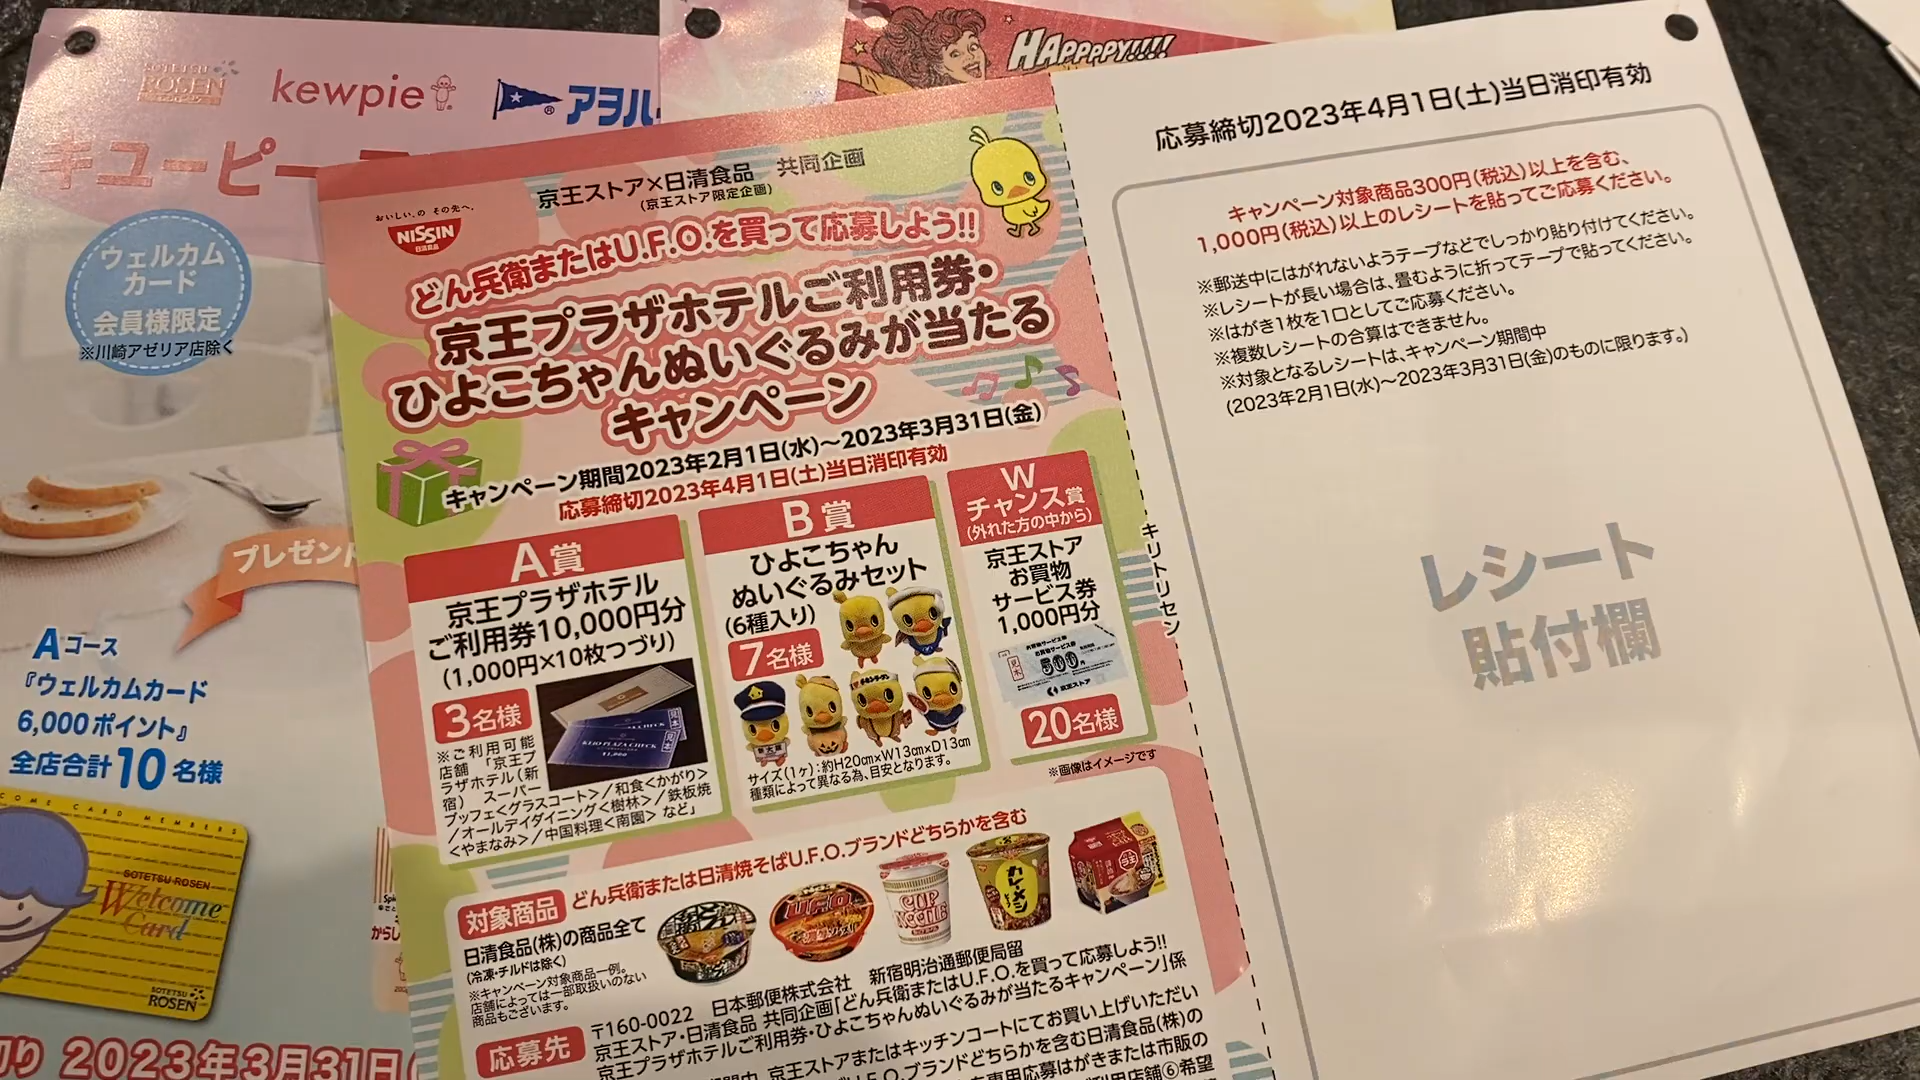 SOTETSU
ROSEN
kewpie
アヲハ
キユーピー
ウェルカム
カード
会員様限定
※川崎アゼリア店除く
プレゼント
Aコース
『ウェルカムカード
6,000ポイント』
全店合計10名様
SOTETSU ROSEN
Welcome
Card
SOTETSU
ROSEN
切り 2023年3月31日(
HAPPPPY!!!!
おいしい、の その先へ。
NISSIN
日清食品
京王ストア×日清食品 共同企画
(京王ストア限定企画)
どん兵衛またはU.F.O.を買って応募しよう!!
京王プラザホテルご利用券・
ひよこちゃんぬいぐるみが当たる
キャンペーン
キャンペーン期間2023年2月1日(水)～2023年3月31日(金)
応募締切2023年4月1日(土)当日消印有効
A賞
京王プラザホテル
ご利用券10,000円分
(1,000円×10枚つづり)
3名様
※ご利用可能
店舗 「京王プ
ラザホテル(新
宿) スーパー
ブッフェ<グラスコート>/和食<かがり>
/オールデイダイニング<樹林>/鉄板焼
<やまなみ>/中国料理<南園> など」
KEIO PLAZA CHECK
見本
B賞
ひよこちゃん
ぬいぐるみセット
(6種入り)
7名様
サイズ(1ヶ):約H20cm×W13cm×D13cm
種類によって異なる為、目安となります。
W
チャンス賞
(外れた方の中から)
京王ストア
お買物
サービス券
1,000円分
お買物サービス券
見本
500円
京王ストア
20名様
※画像はイメージです
対象商品 どん兵衛または日清焼そばU.F.O.ブランドどちらかを含む
日清食品(株)の商品全て
(冷凍・チルドは除く)
※キャンペーン対象商品一例。
店舗によっては一部取扱いのない
商品もございます。
U.F.O.
CUP
NOODLE
カレーメシ
応募先
〒160-0022 日本郵便株式会社 新宿明治通郵便局留
京王ストア・日清食品 共同企画「どん兵衛またはU.F.O.を買って応募しよう!!
京王プラザホテルご利用券・ひよこちゃんぬいぐるみが当たるキャンペーン」係
京王ストアまたはキッチンコートにてお買い上げいただい
U.F.O.ブランドどちらかを含む日清食品(株)の
専用応募はがきまたは市販の
利用店舗⑥希望
キリトリセン
応募締切2023年4月1日(土)当日消印有効
キャンペーン対象商品300円(税込)以上を含む、
1,000円(税込)以上のレシートを貼ってご応募ください。
※郵送中にはがれないようテープなどでしっかり貼り付けてください。
※レシートが長い場合は、畳むように折ってテープで貼ってください。
※はがき1枚を1口としてご応募ください。
※複数レシートの合算はできません。
※対象となるレシートは、キャンペーン期間中
(2023年2月1日(水)～2023年3月31日(金)のものに限ります。)
レシート
貼付欄